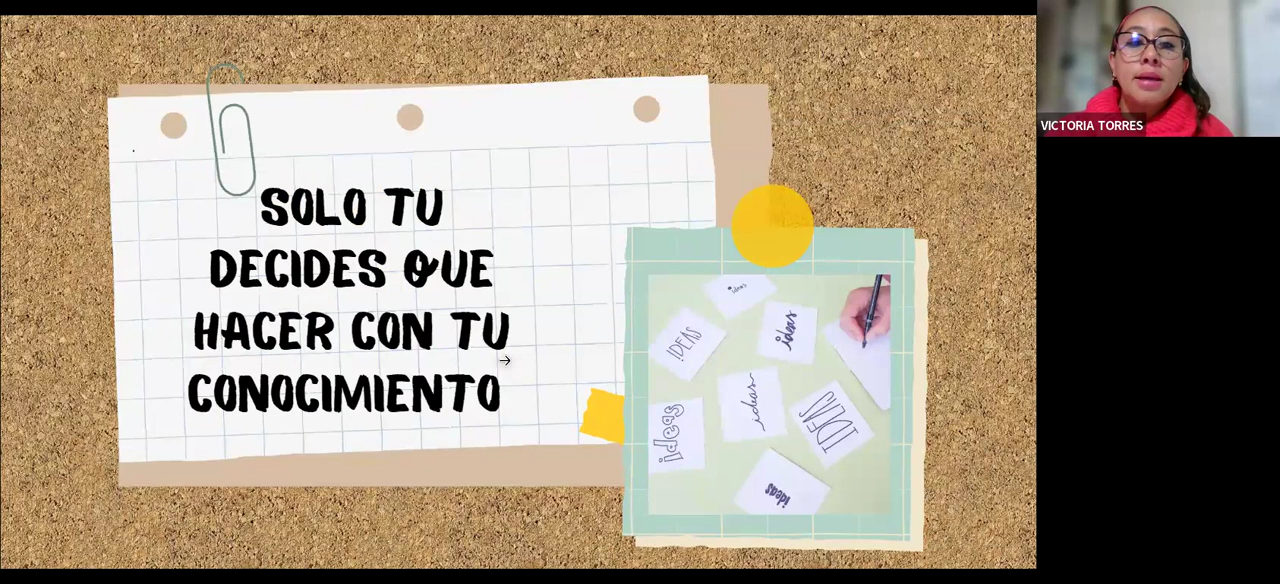 SOLO TU
DECIDES QUE
HACER CON TU
CONOCIMIENTO
ideas
IDEAS
ideas
ideas
IDEAS
ideas
ideas
VICTORIA TORRES